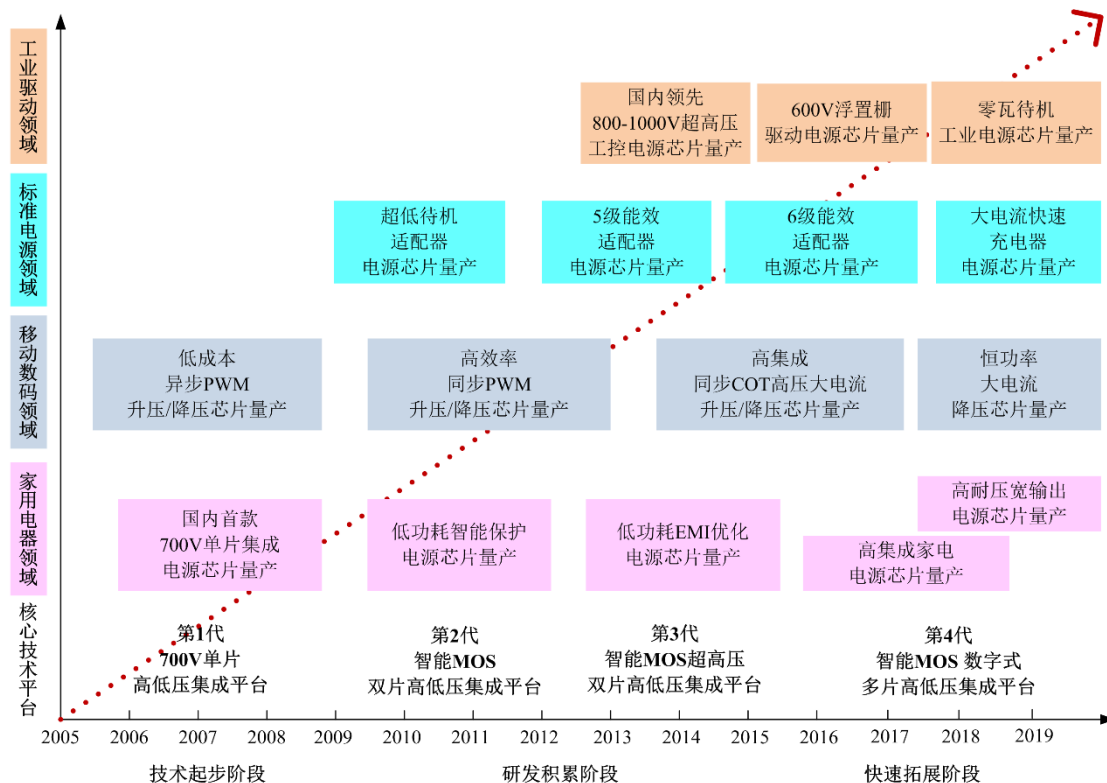 工业驱动领域
国内领先
800-1000V超高压
工控电源芯片量产
600V浮置栅
驱动电源芯片量产
零瓦待机
工业电源芯片量产
标准电源领域
超低待机
适配器
电源芯片量产
5级能效
适配器
电源芯片量产
6级能效
适配器
电源芯片量产
大电流快速
充电器
电源芯片量产
移动数码领域
低成本
异步PWM
升压/降压芯片量产
高效率
同步PWM
升压/降压芯片量产
高集成
同步COT高压大电流
升压/降压芯片量产
恒功率
大电流
降压芯片量产
家用电器领域
国内首款
700V单片集成
电源芯片量产
低功耗智能保护
电源芯片量产
低功耗EMI优化
电源芯片量产
高集成家电
电源芯片量产
高耐压宽输出
电源芯片量产
核心技术平台
第1代
700V单片
高低压集成平台
第2代
智能MOS
双片高低压集成平台
第3代
智能MOS超高压
双片高低压集成平台
第4代
智能MOS 数字式
多片高低压集成平台
2005 2006 2007 2008 2009 2010 2011 2012 2013 2014 2015 2016 2017 2018 2019
技术起步阶段 研发积累阶段 快速拓展阶段